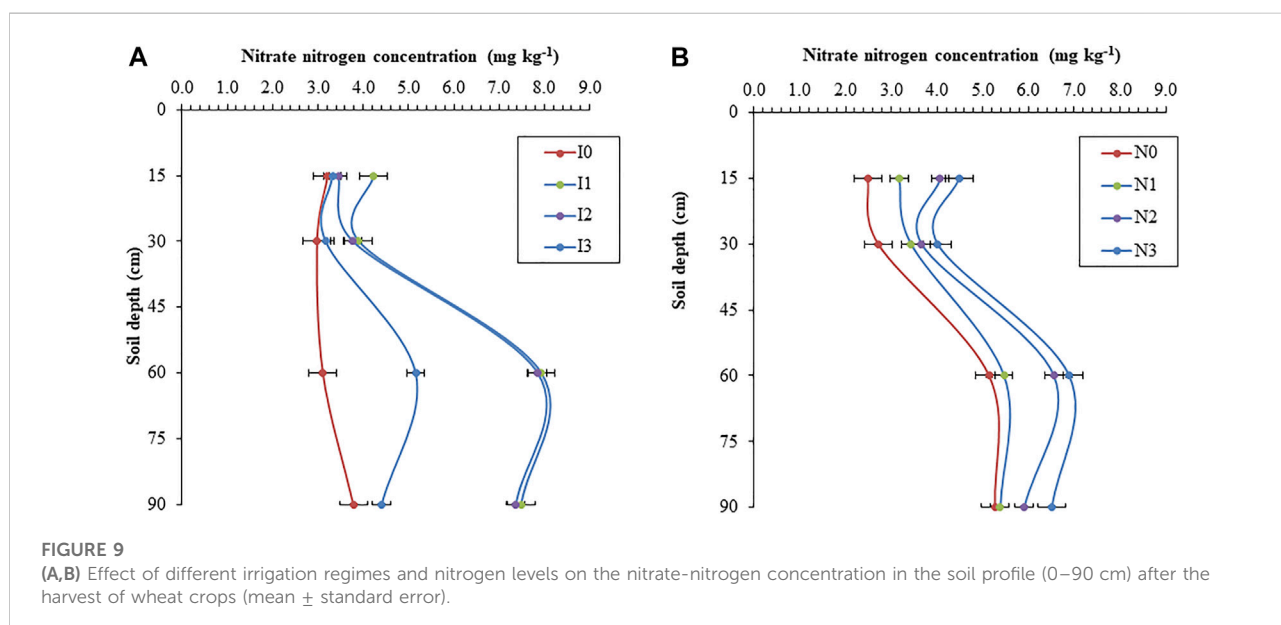 A
Nitrate nitrogen concentration (mg kg⁻¹)
0.0 1.0 2.0 3.0 4.0 5.0 6.0 7.0 8.0 9.0
0
15
30
45
60
75
90
Soil depth (cm)
I0
I1
I2
I3
B
Nitrate nitrogen concentration (mg kg⁻¹)
0.0 1.0 2.0 3.0 4.0 5.0 6.0 7.0 8.0 9.0
0
15
30
45
60
75
90
Soil depth (cm)
N0
N1
N2
N3
FIGURE 9
(A,B) Effect of different irrigation regimes and nitrogen levels on the nitrate-nitrogen concentration in the soil profile (0–90 cm) after the
harvest of wheat crops (mean ± standard error).